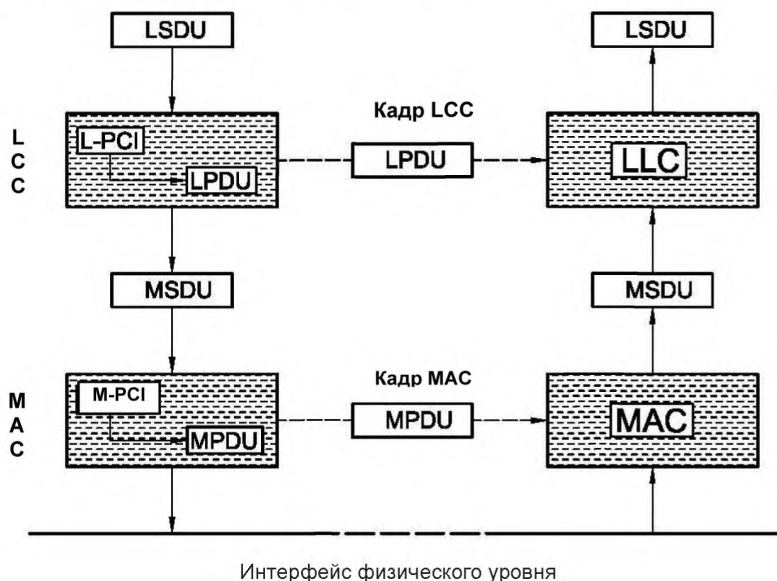 LSDU
LSDU
Кадр LCC
L
C
C
L-PCI
LPDU
LPDU
LLC
MSDU
MSDU
Кадр MAC
M
A
C
M-PCI
MPDU
MPDU
MAC
Интерфейс физического уровня